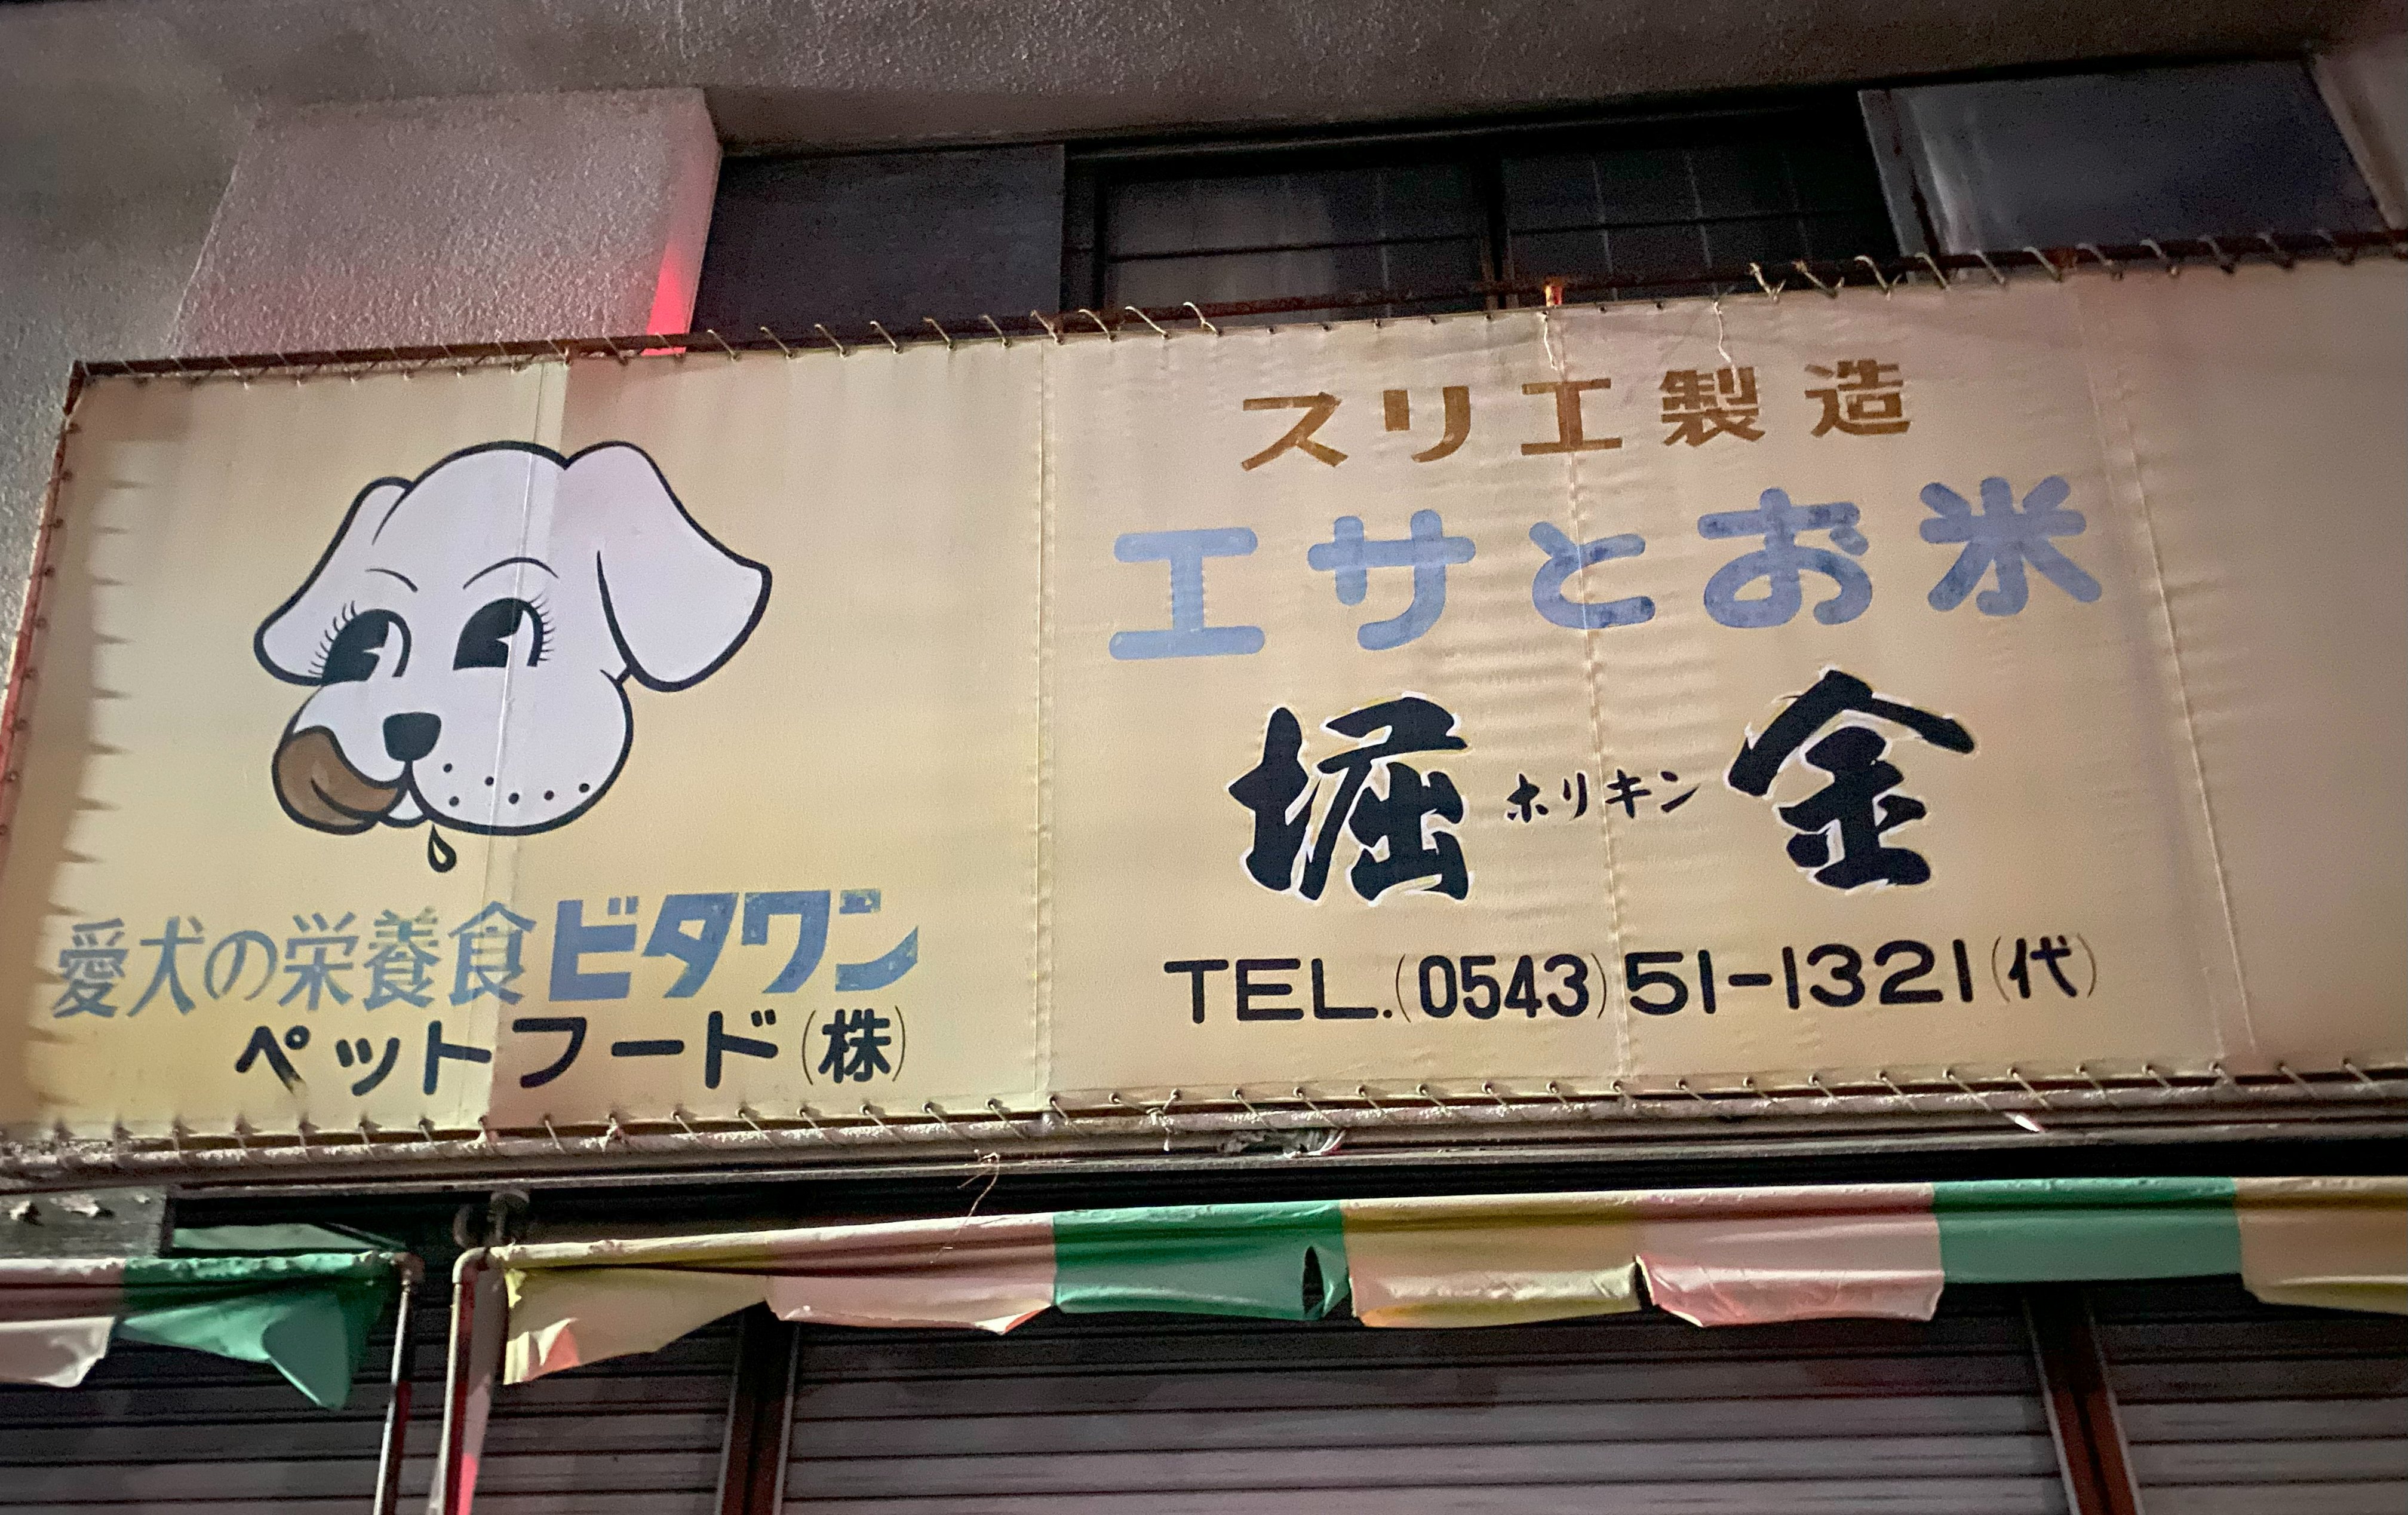 愛犬の栄養食ビタワン
ペットフード(株)
スリエ製造
エサとお米
堀ホリキン金
TEL.(0543)51-1321(代)